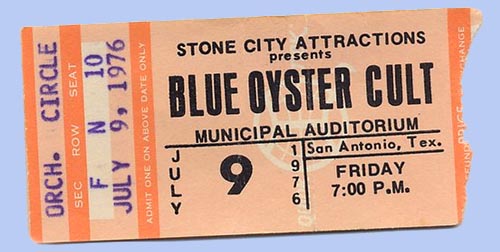 ORCH. CIRCLE
SEC ROW SEAT
F N 10
JULY 9, 1976
ADMIT ONE ON ABOVE DATE ONLY
STONE CITY ATTRACTIONS
presents
BLUE OYSTER CULT
MUNICIPAL AUDITORIUM
JULY
9
1976
San Antonio, Tex.
FRIDAY
7:00 P.M.